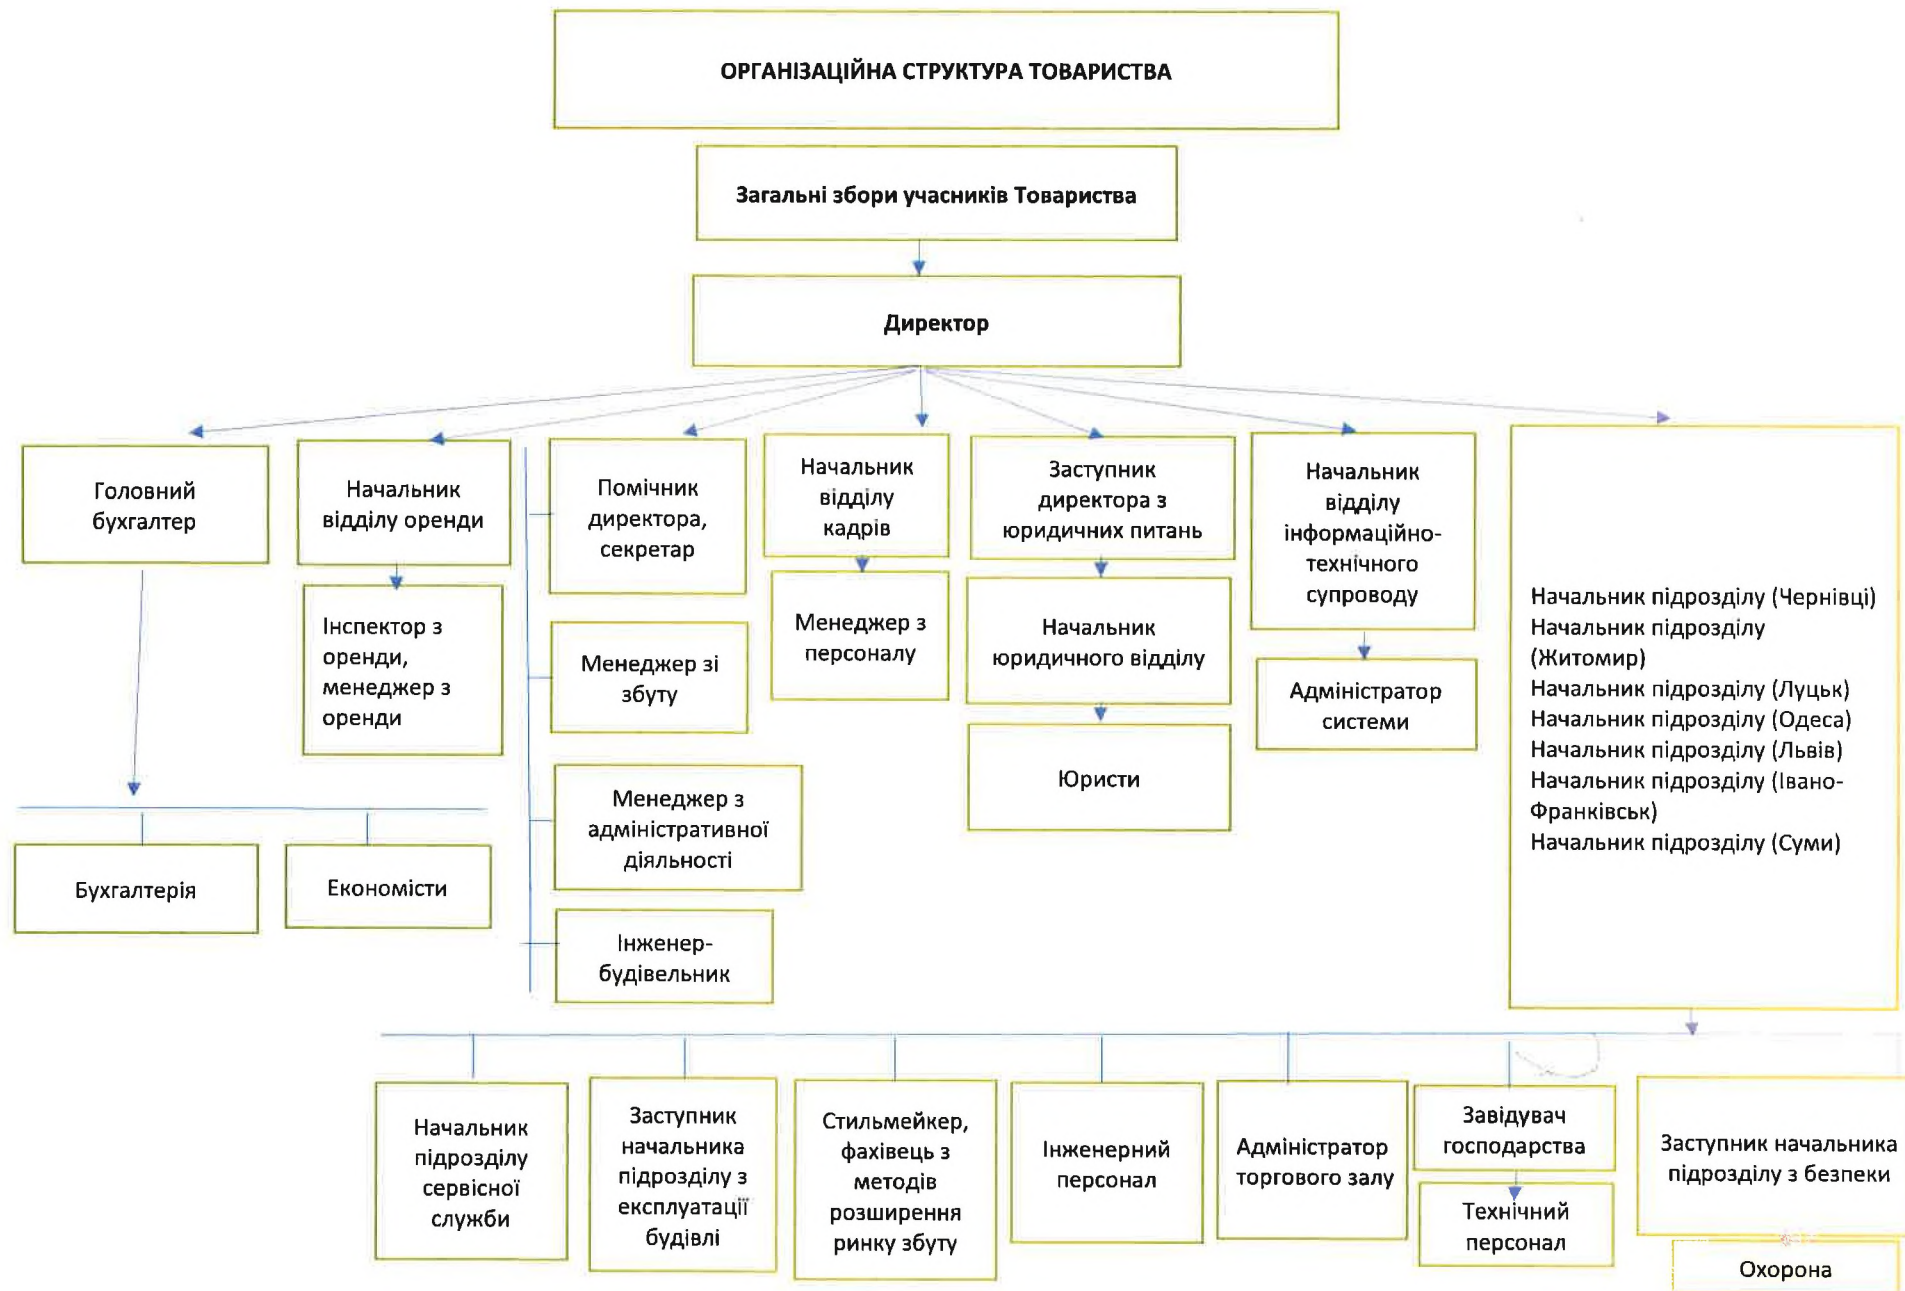 ОРГАНІЗАЦІЙНА СТРУКТУРА ТОВАРИСТВА
Загальні збори учасників Товариства
Директор
Головний
бухгалтер
Начальник
відділу оренди
Помічник
директора,
секретар
Начальник
відділу
кадрів
Заступник
директора з
юридичних питань
Начальник
відділу
інформаційно-
технічного
супроводу
Начальник підрозділу (Чернівці)
Начальник підрозділу
(Житомир)
Начальник підрозділу (Луцьк)
Начальник підрозділу (Одеса)
Начальник підрозділу (Львів)
Начальник підрозділу (Івано-
Франківськ)
Начальник підрозділу (Суми)
Інспектор з
оренди,
менеджер з
оренди
Менеджер зі
збуту
Менеджер з
персоналу
Начальник
юридичного відділу
Адміністратор
системи
Менеджер з
адміністративної
діяльності
Юристи
Бухгалтерія
Економісти
Інженер-
будівельник
Начальник
підрозділу
сервісної
служби
Заступник
начальника
підрозділу з
експлуатації
будівлі
Стильмейкер,
фахівець з
методів
розширення
ринку збуту
Інженерний
персонал
Адміністратор
торгового залу
Завідувач
господарства
Технічний
персонал
Заступник начальника
підрозділу з безпеки
Охорона